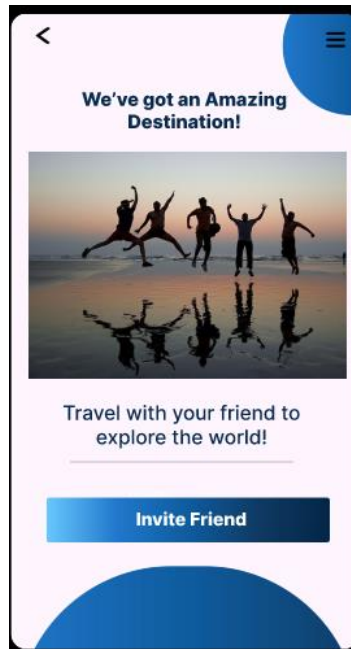 We've got an Amazing
Destination!
Travel with your friend to
explore the world!
Invite Friend